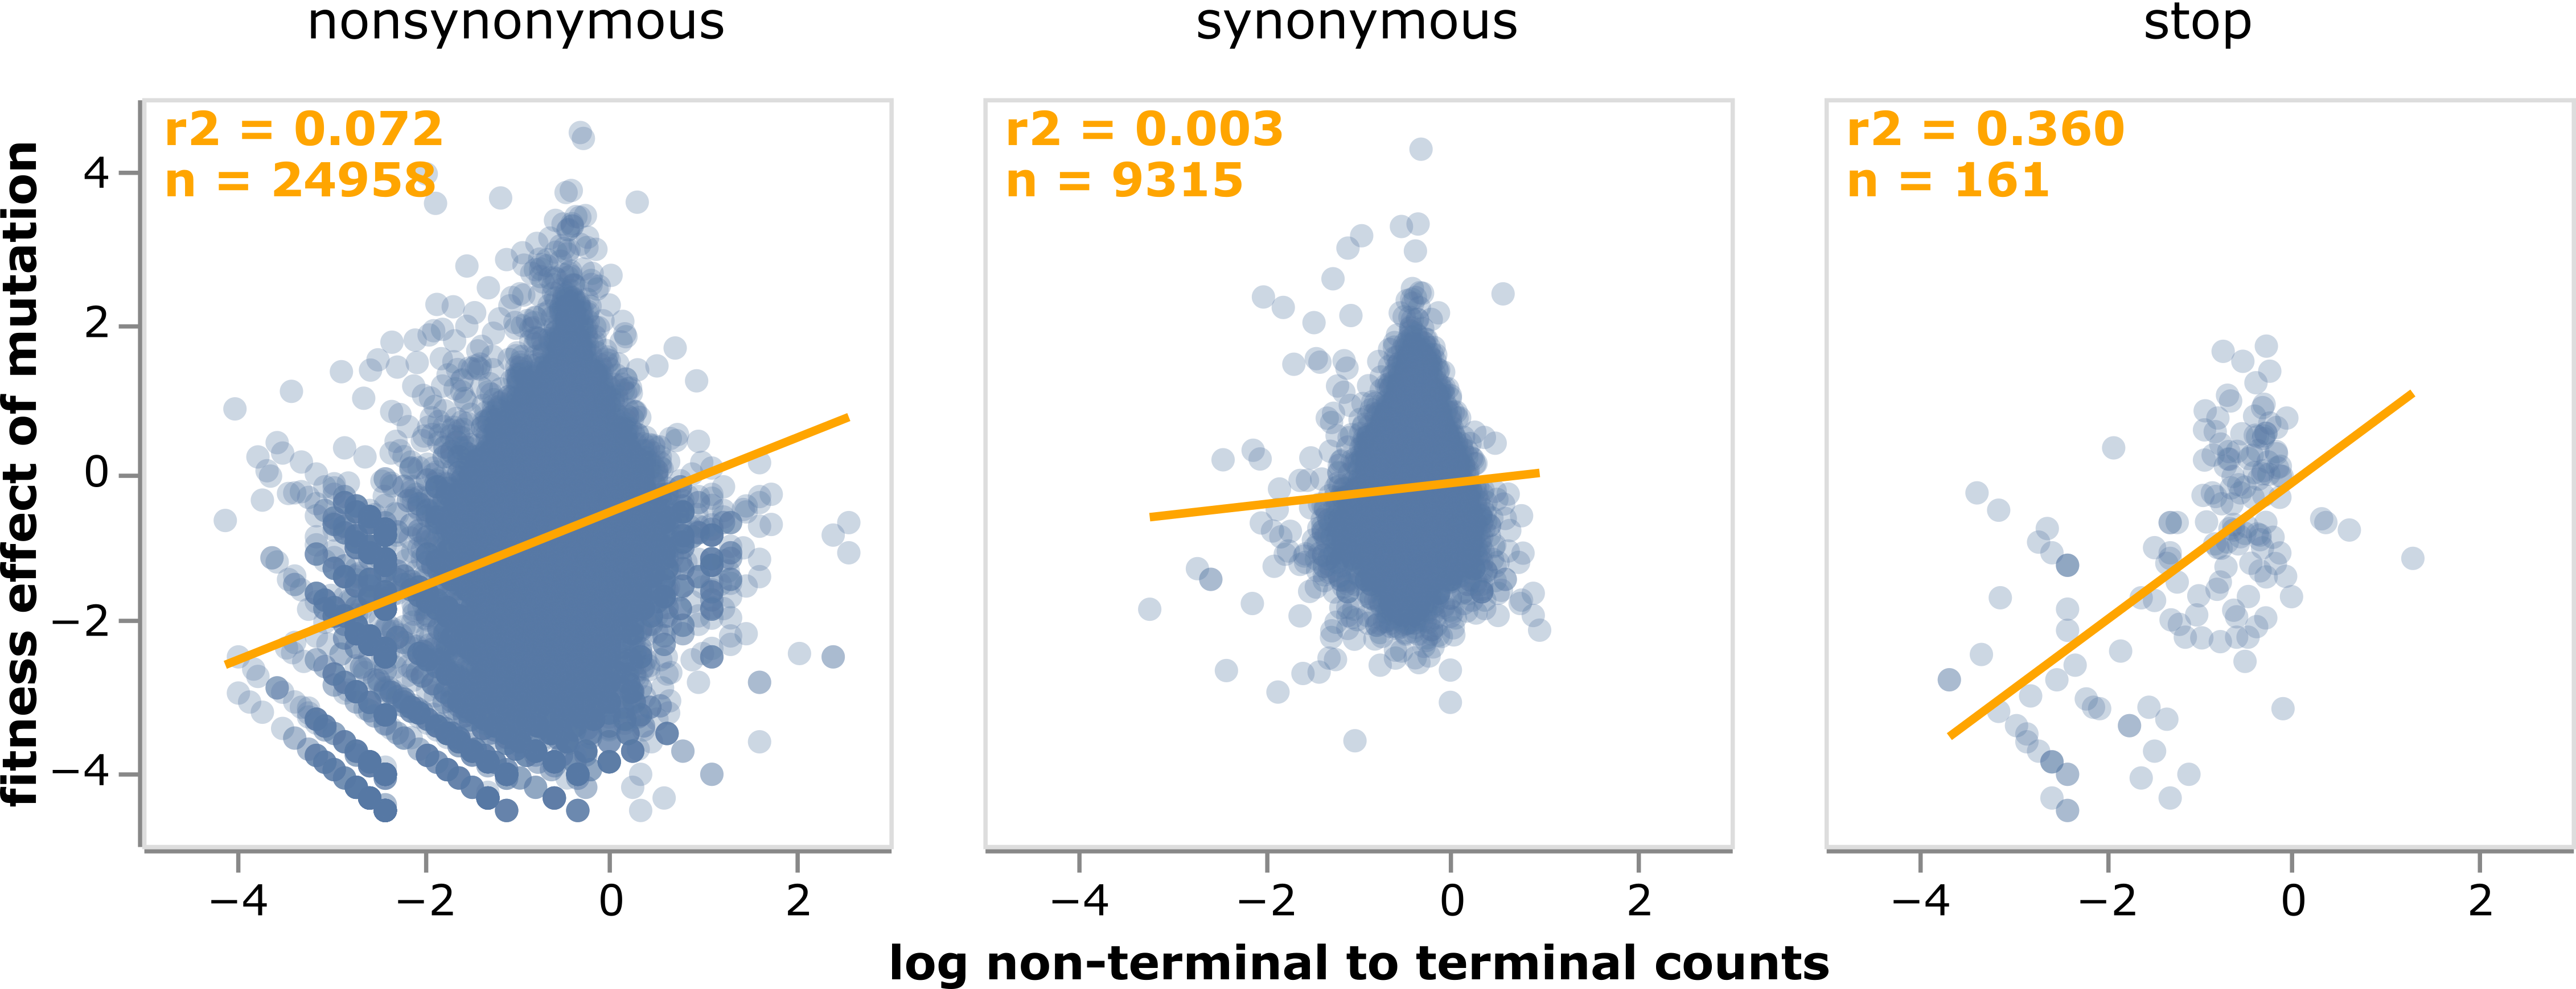 nonsynonymous
synonymous
stop
r2 = 0.072
n = 24958
r2 = 0.003
n = 9315
r2 = 0.360
n = 161
fitness effect of mutation
4
2
0
−2
−4
−4 −2 0 2
−4 −2 0 2
−4 −2 0 2
log non-terminal to terminal counts